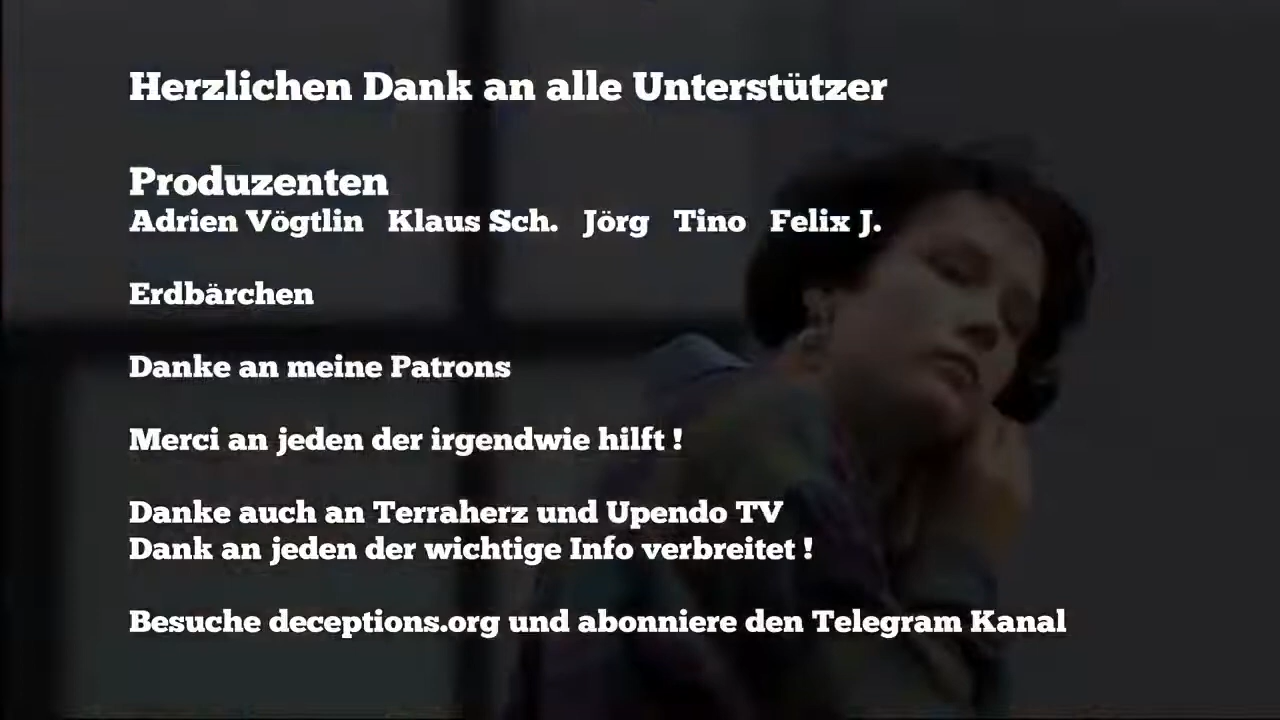 Herzlichen Dank an alle Unterstützer
Produzenten
Adrien Vögtlin Klaus Sch. Jörg Tino Felix J.
Erdbärchen
Danke an meine Patrons
Merci an jeden der irgendwie hilft !
Danke auch an Terraherz und Upendo TV
Dank an jeden der wichtige Info verbreitet !
Besuche deceptions.org und abonniere den Telegram Kanal